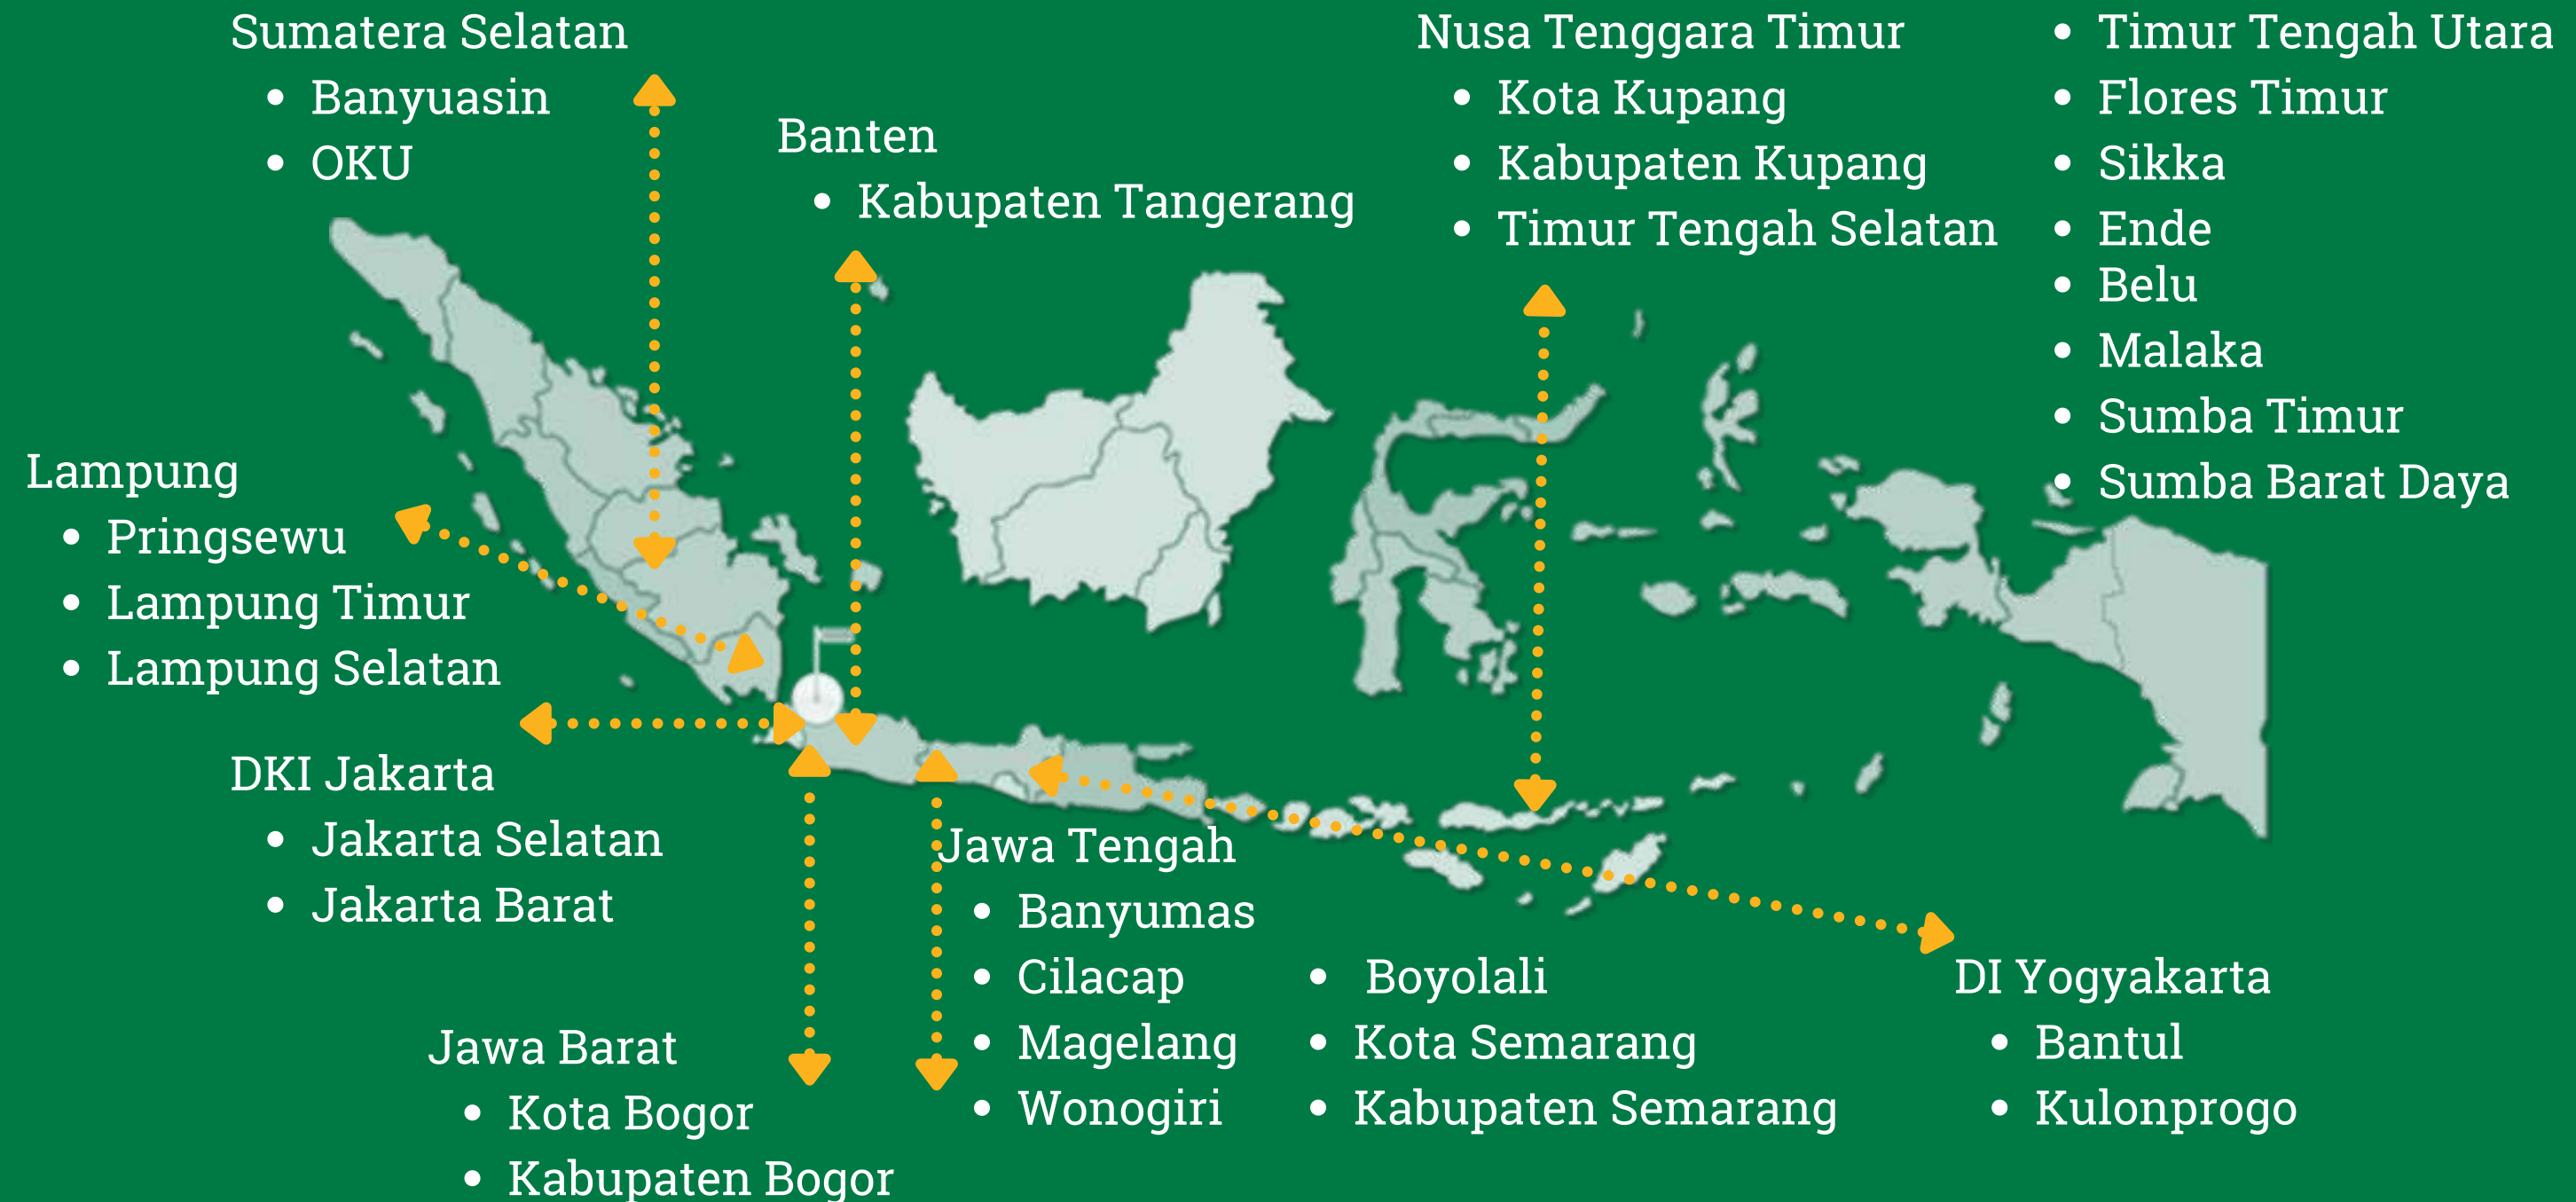 Sumatera Selatan
• Banyuasin
• OKU
Banten
• Kabupaten Tangerang
Nusa Tenggara Timur
• Kota Kupang
• Kabupaten Kupang
• Timur Tengah Selatan
• Timur Tengah Utara
• Flores Timur
• Sikka
• Ende
• Belu
• Malaka
• Sumba Timur
• Sumba Barat Daya
Lampung
• Pringsewu
• Lampung Timur
• Lampung Selatan
DKI Jakarta
• Jakarta Selatan
• Jakarta Barat
Jawa Barat
• Kota Bogor
• Kabupaten Bogor
Jawa Tengah
• Banyumas
• Cilacap
• Magelang
• Wonogiri
• Boyolali
• Kota Semarang
• Kabupaten Semarang
DI Yogyakarta
• Bantul
• Kulonprogo